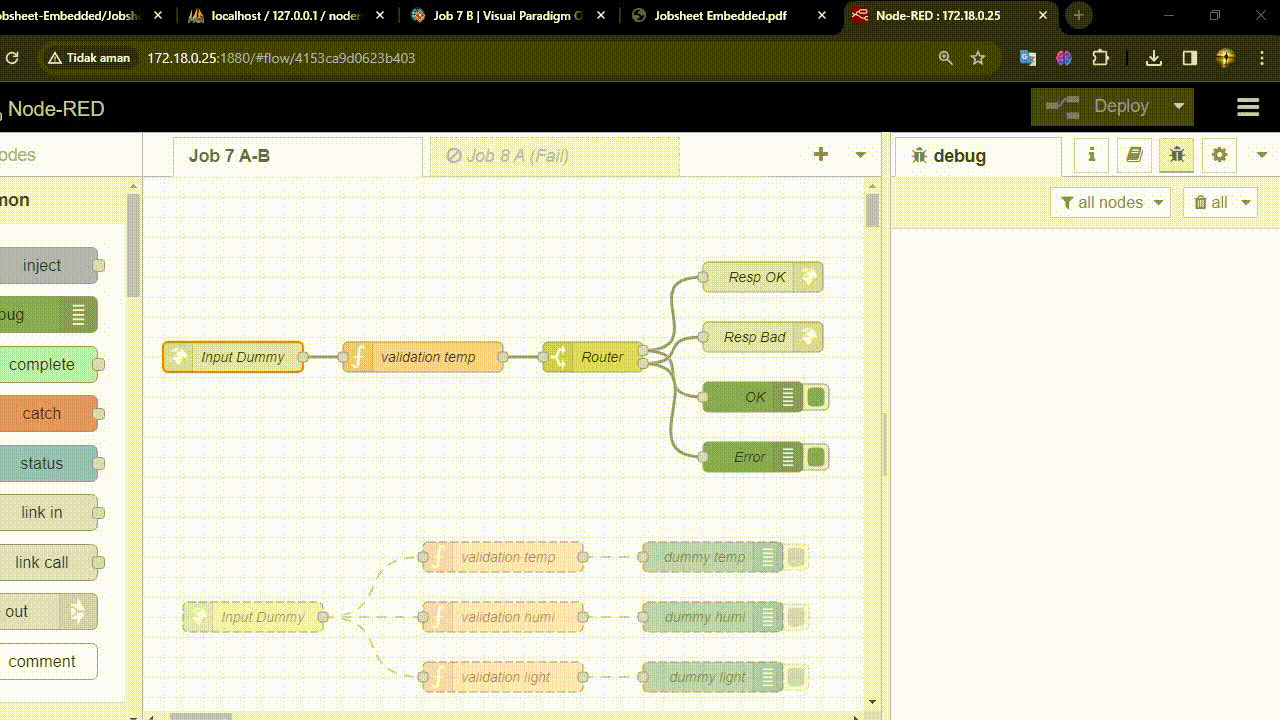 bsheet-Embedded/Jobshe
localhost / 127.0.0.1 / noder
Job 7 B | Visual Paradigm O
Jobsheet Embedded.pdf
Node-RED : 172.18.0.25
Tidak aman
172.18.0.25:1880/#flow/4153ca9d0623b403
Node-RED
Deploy
odes
Job 7 A-B
Job 8 A (Fail)
debug
mon
all nodes
all
inject
bug
complete
catch
status
link in
link call
out
comment
Resp OK
Resp Bad
Input Dummy
validation temp
Router
OK
Error
validation temp
dummy temp
Input Dummy
validation humi
dummy humi
validation light
dummy light